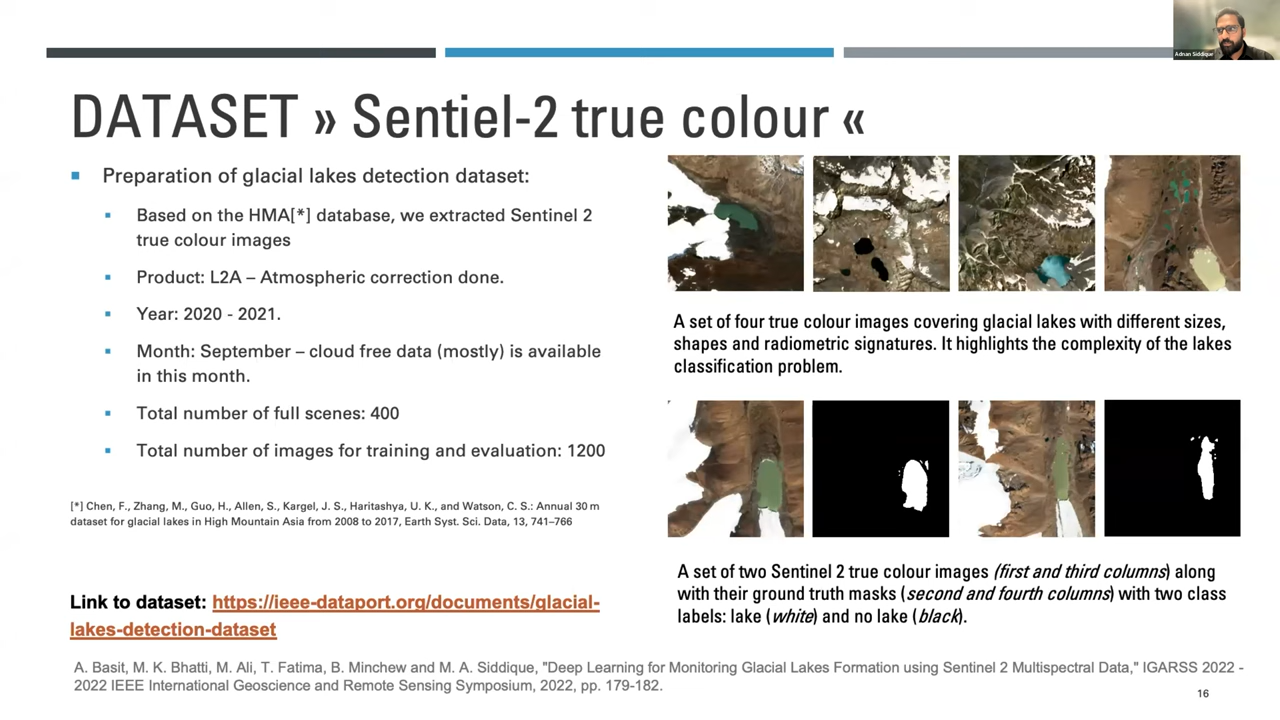 Adnan Siddique
DATASET » Sentiel-2 true colour «
▪ Preparation of glacial lakes detection dataset:
▪ Based on the HMA[*] database, we extracted Sentinel 2
true colour images
▪ Product: L2A – Atmospheric correction done.
▪ Year: 2020 - 2021.
▪ Month: September – cloud free data (mostly) is available
in this month.
▪ Total number of full scenes: 400
▪ Total number of images for training and evaluation: 1200
[*] Chen, F., Zhang, M., Guo, H., Allen, S., Kargel, J. S., Haritashya, U. K., and Watson, C. S.: Annual 30 m
dataset for glacial lakes in High Mountain Asia from 2008 to 2017, Earth Syst. Sci. Data, 13, 741–766
Link to dataset: https://ieee-dataport.org/documents/glacial-
lakes-detection-dataset
A set of four true colour images covering glacial lakes with different sizes,
shapes and radiometric signatures. It highlights the complexity of the lakes
classification problem.
A set of two Sentinel 2 true colour images (first and third columns) along
with their ground truth masks (second and fourth columns) with two class
labels: lake (white) and no lake (black).
A. Basit, M. K. Bhatti, M. Ali, T. Fatima, B. Minchew and M. A. Siddique, "Deep Learning for Monitoring Glacial Lakes Formation using Sentinel 2 Multispectral Data," IGARSS 2022 -
2022 IEEE International Geoscience and Remote Sensing Symposium, 2022, pp. 179-182.
16